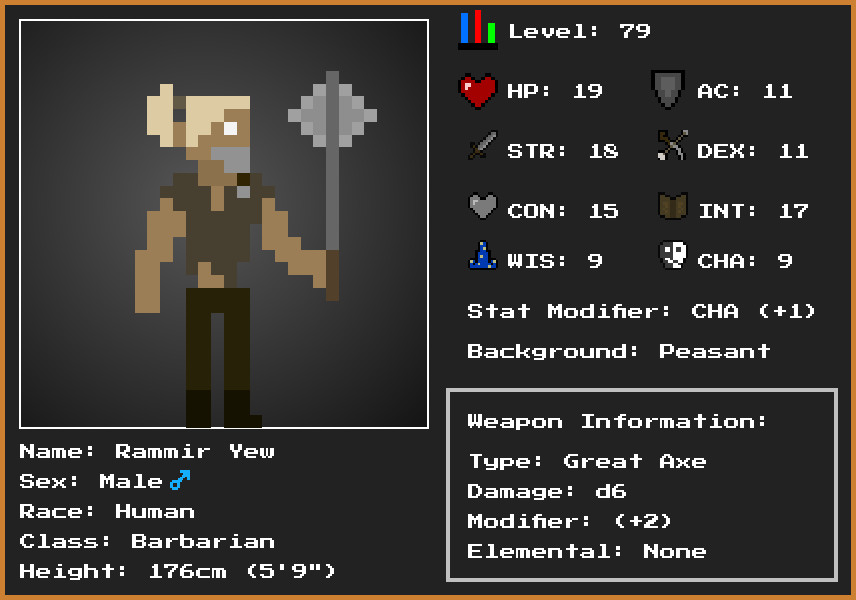 Level: 79
HP: 19 AC: 11
STR: 18 DEX: 11
CON: 15 INT: 17
WIS: 9 CHA: 9
Stat Modifier: CHA (+1)
Background: Peasant
Weapon Information:
Type: Great Axe
Damage: d6
Modifier: (+2)
Elemental: None
Name: Rammir Yew
Sex: Male ♂
Race: Human
Class: Barbarian
Height: 176cm (5'9")